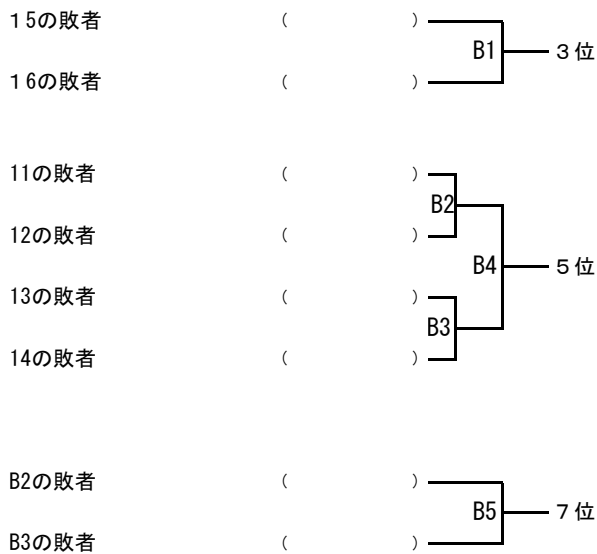 １5の敗者 （ ）
B1 ３位
１6の敗者 （ ）
11の敗者 （ ）
B2
12の敗者 （ ）
B4 ５位
13の敗者 （ ）
B3
14の敗者 （ ）
B2の敗者 （ ）
B5 ７位
B3の敗者 （ ）